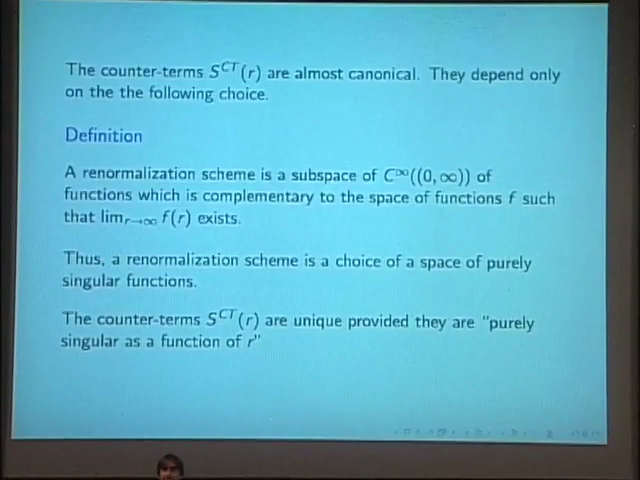 The counter-terms S^{CT}(r) are almost canonical. They depend only
on the the following choice.
Definition
A renormalization scheme is a subspace of C^∞((0, ∞)) of
functions which is complementary to the space of functions f such
that lim_{r→∞} f(r) exists.
Thus, a renormalization scheme is a choice of a space of purely
singular functions.
The counter-terms S^{CT}(r) are unique provided they are "purely
singular as a function of r"